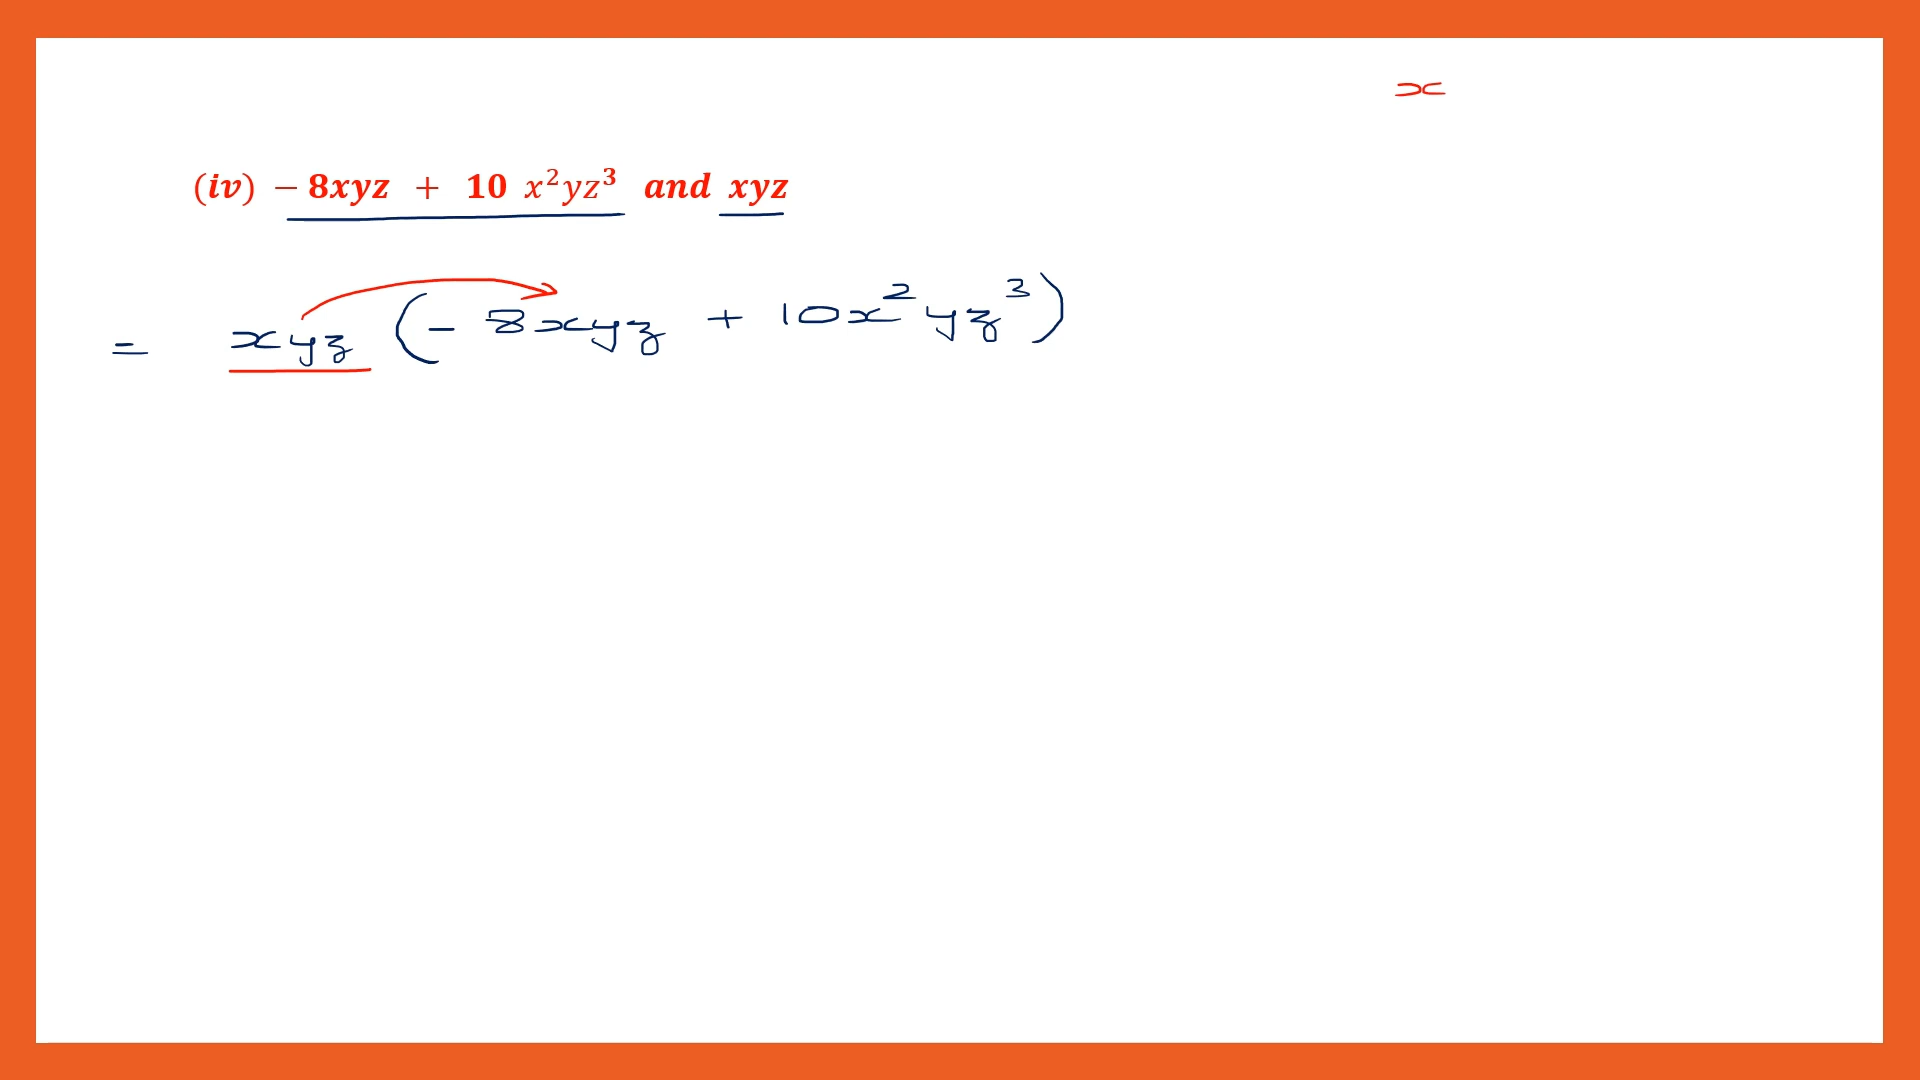 x
(iv) − 8xyz + 10 x²yz³ and xyz
= xyz (- 8xyz + 10x²yz³)